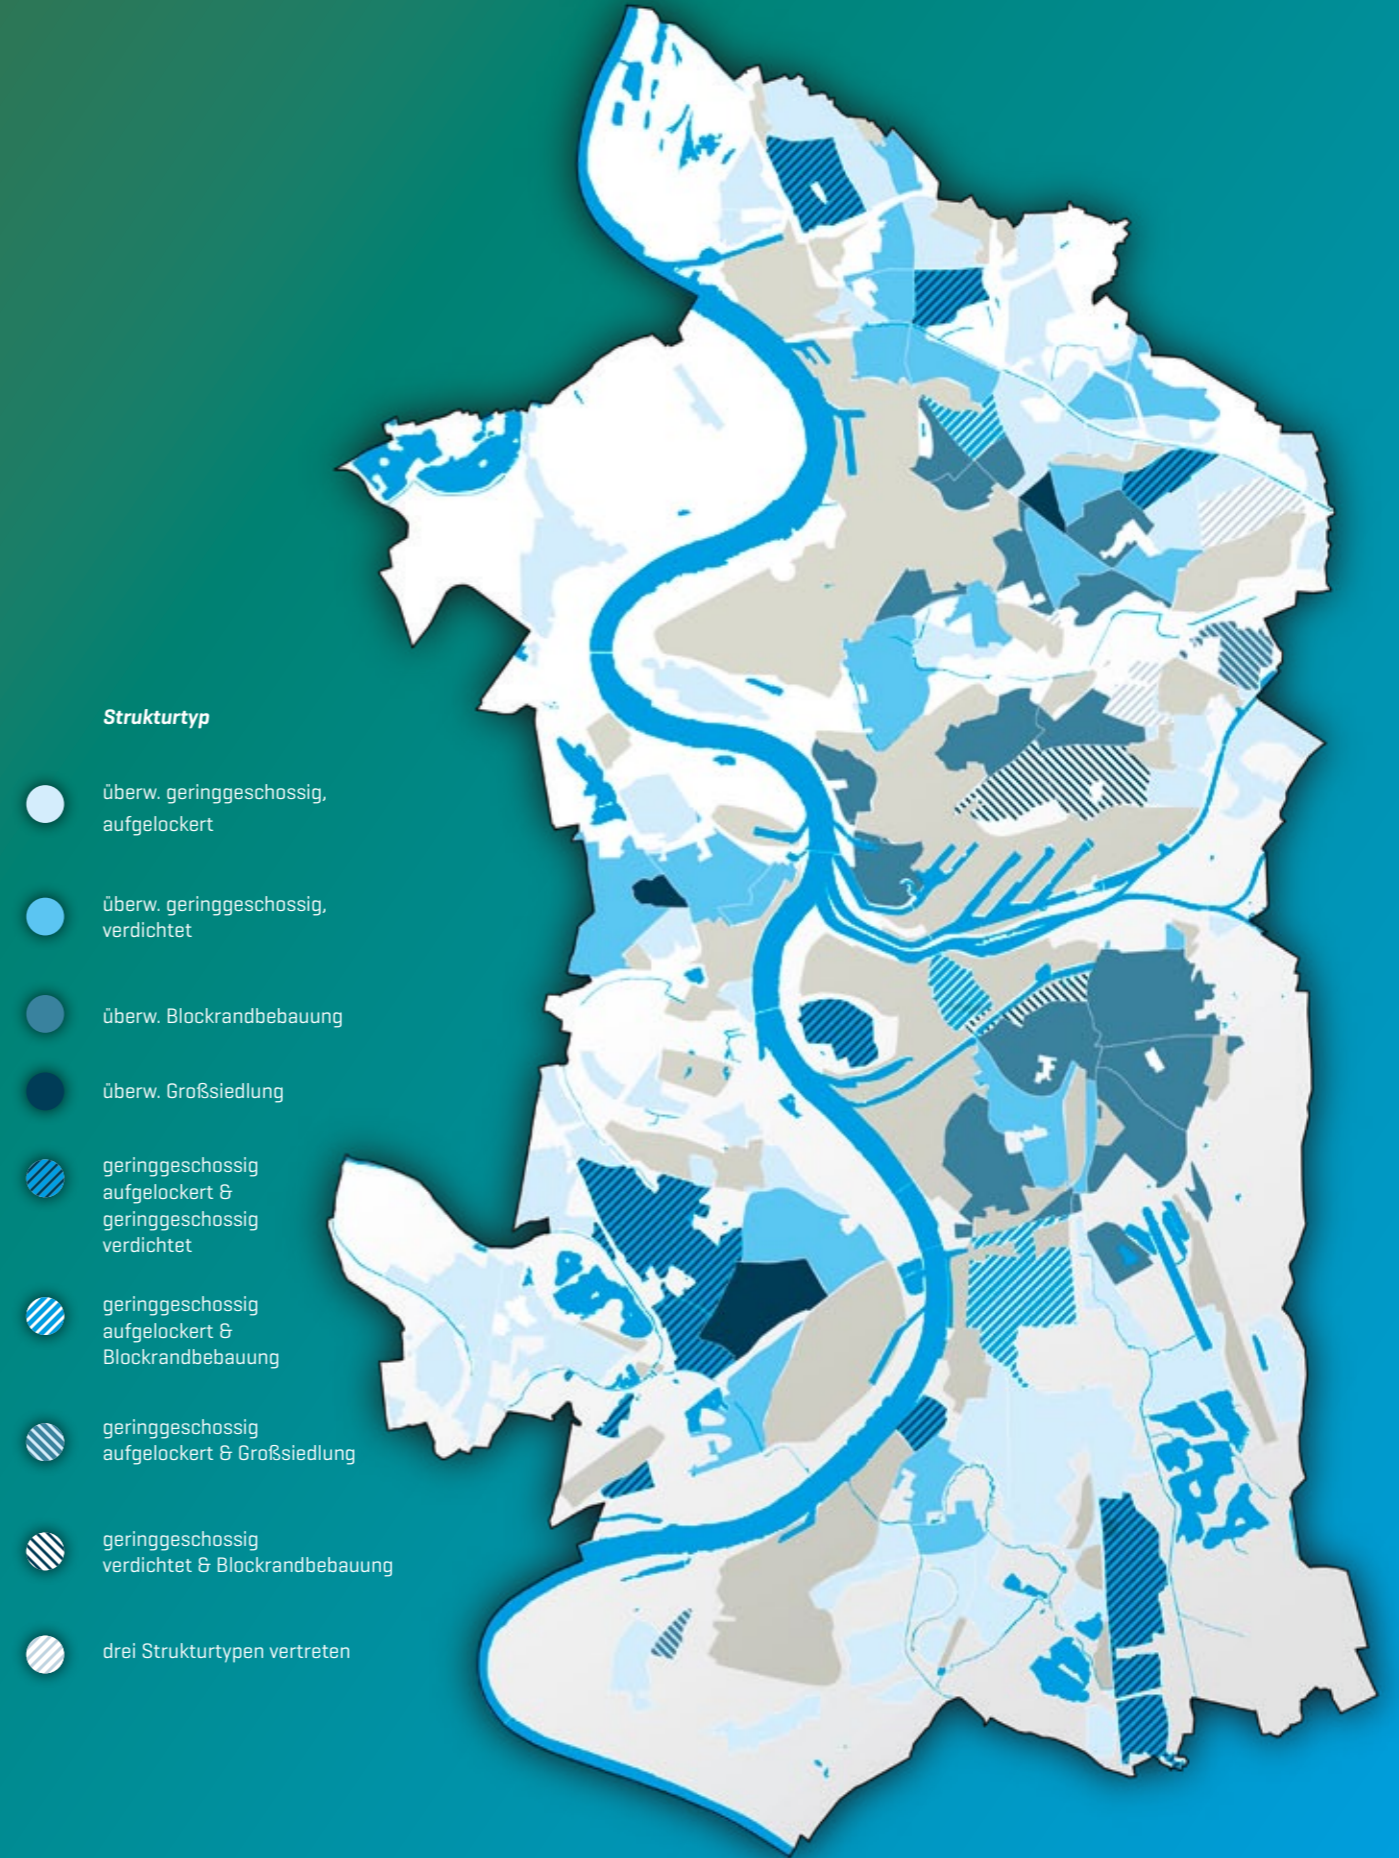 Strukturtyp
überw. geringgeschossig,
aufgelockert
überw. geringgeschossig,
verdichtet
überw. Blockrandbebauung
überw. Großsiedlung
geringgeschossig
aufgelockert &
geringgeschossig
verdichtet
geringgeschossig
aufgelockert &
Blockrandbebauung
geringgeschossig
aufgelockert & Großsiedlung
geringgeschossig
verdichtet & Blockrandbebauung
drei Strukturtypen vertreten